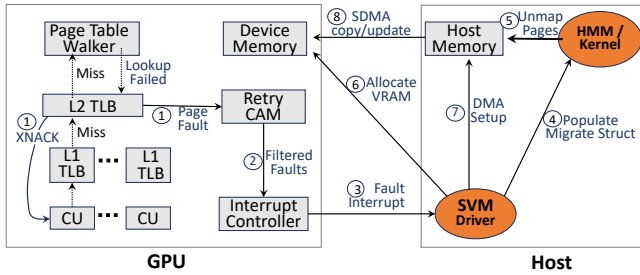 Page Table
Walker
Miss
Lookup
Failed
L2 TLB
1
XNACK
Miss
L1
TLB
L1
TLB
CU
CU
1
Page
Fault
Device
Memory
Retry
CAM
2
Filtered
Faults
Interrupt
Controller
GPU
8 SDMA
copy/update
6 Allocate
VRAM
3 Fault
Interrupt
Host
Memory
5 Unmap
Pages
HMM /
Kernel
7 DMA
Setup
4 Populate
Migrate Struct
SVM
Driver
Host